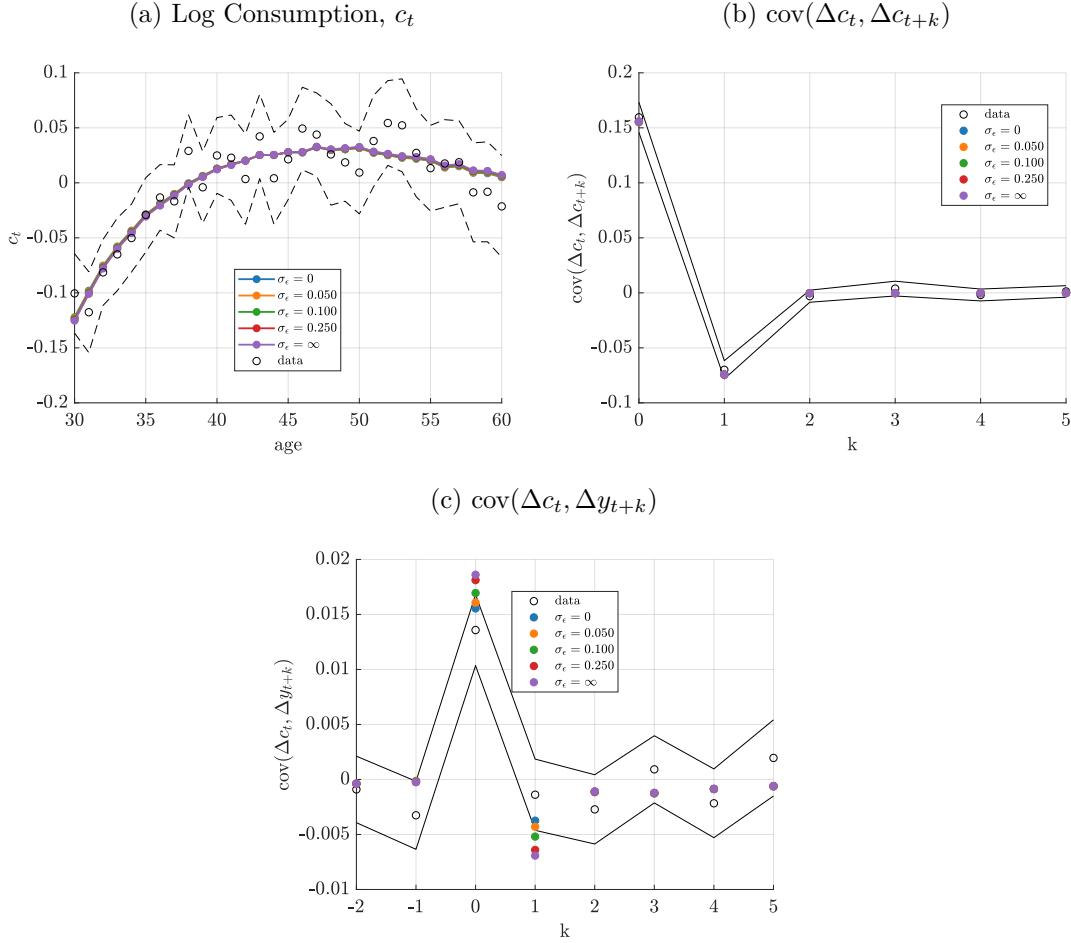 (a) Log Consumption, c_t
0.1
0.05
0
-0.05
-0.1
-0.15
-0.2
c_t
σ_ϵ = 0
σ_ϵ = 0.050
σ_ϵ = 0.100
σ_ϵ = 0.250
σ_ϵ = ∞
data
30 35 40 45 50 55 60
age
(b) cov(Δc_t, Δc_{t+k})
0.2
0.15
0.1
0.05
0
-0.05
-0.1
cov(Δc_t, Δc_{t+k})
data
σ_ϵ = 0
σ_ϵ = 0.050
σ_ϵ = 0.100
σ_ϵ = 0.250
σ_ϵ = ∞
0 1 2 3 4 5
k
(c) cov(Δc_t, Δy_{t+k})
0.02
0.015
0.01
0.005
0
-0.005
-0.01
cov(Δc_t, Δy_{t+k})
data
σ_ϵ = 0
σ_ϵ = 0.050
σ_ϵ = 0.100
σ_ϵ = 0.250
σ_ϵ = ∞
-2 -1 0 1 2 3 4 5
k